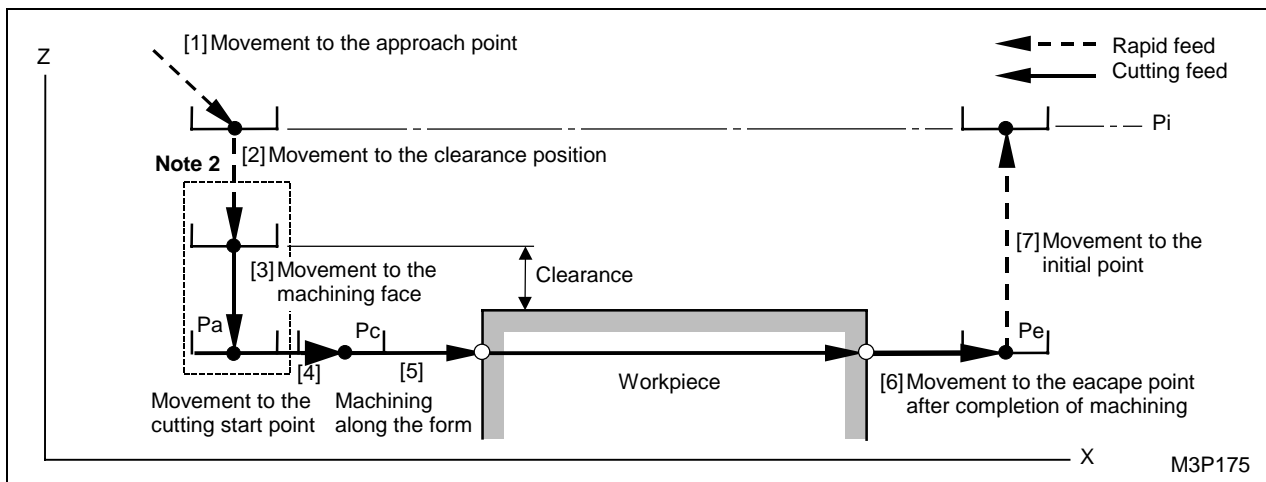 Z
[1] Movement to the approach point
Rapid feed
Cutting feed
Pi
[2] Movement to the clearance position
Note 2
[3] Movement to the
machining face
Clearance
[7] Movement to the
initial point
Pa
Pc
Pe
[4]
[5]
Workpiece
Movement to the
cutting start point
Machining
along the form
[6] Movement to the eacape point
after completion of machining
X
M3P175